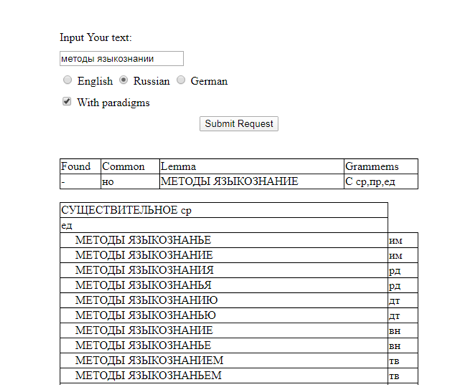 Input Your text:
методы языкознании
English Russian German
With paradigms
Submit Request
Found Common Lemma Grammems
- но МЕТОДЫ ЯЗЫКОЗНАНИЕ С ср,пр,ед
СУЩЕСТВИТЕЛЬНОЕ ср
ед
МЕТОДЫ ЯЗЫКОЗНАНЬЕ им
МЕТОДЫ ЯЗЫКОЗНАНИЕ им
МЕТОДЫ ЯЗЫКОЗНАНИЯ рд
МЕТОДЫ ЯЗЫКОЗНАНЬЯ рд
МЕТОДЫ ЯЗЫКОЗНАНИЮ дт
МЕТОДЫ ЯЗЫКОЗНАНЬЮ дт
МЕТОДЫ ЯЗЫКОЗНАНИЕ вн
МЕТОДЫ ЯЗЫКОЗНАНЬЕ вн
МЕТОДЫ ЯЗЫКОЗНАНИЕМ тв
МЕТОДЫ ЯЗЫКОЗНАНЬЕМ тв